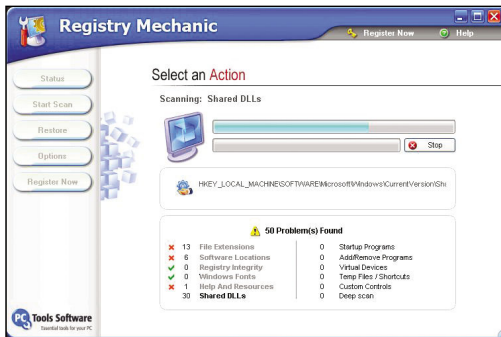 Registry Mechanic
Register Now
Help
Status
Start Scan
Restore
Options
Register Now
Select an Action
Scanning: Shared DLLs
Stop
HKEY_LOCAL_MACHINE\SOFTWARE\Microsoft\Windows\CurrentVersion\Sh
50 Problem(s) Found
13 File Extensions
6 Software Locations
0 Registry Integrity
0 Windows Fonts
1 Help And Resources
30 Shared DLLs
0 Startup Programs
0 Add/Remove Programs
0 Virtual Devices
0 Temp Files / Shortcuts
0 Custom Controls
0 Deep scan
PC Tools Software
Essential tools for your PC